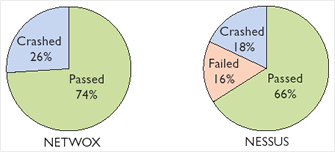 Crashed
26%
Passed
74%
NETWOX
Crashed
18%
Failed
16%
Passed
66%
NESSUS